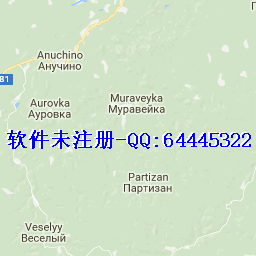 Anuchino
Анучино
81
Muraveyka
Муравейка
Aurovka
Ауровка
软件未注册-QQ:64445322
Partizan
Партизан
Veselyy
Веселый